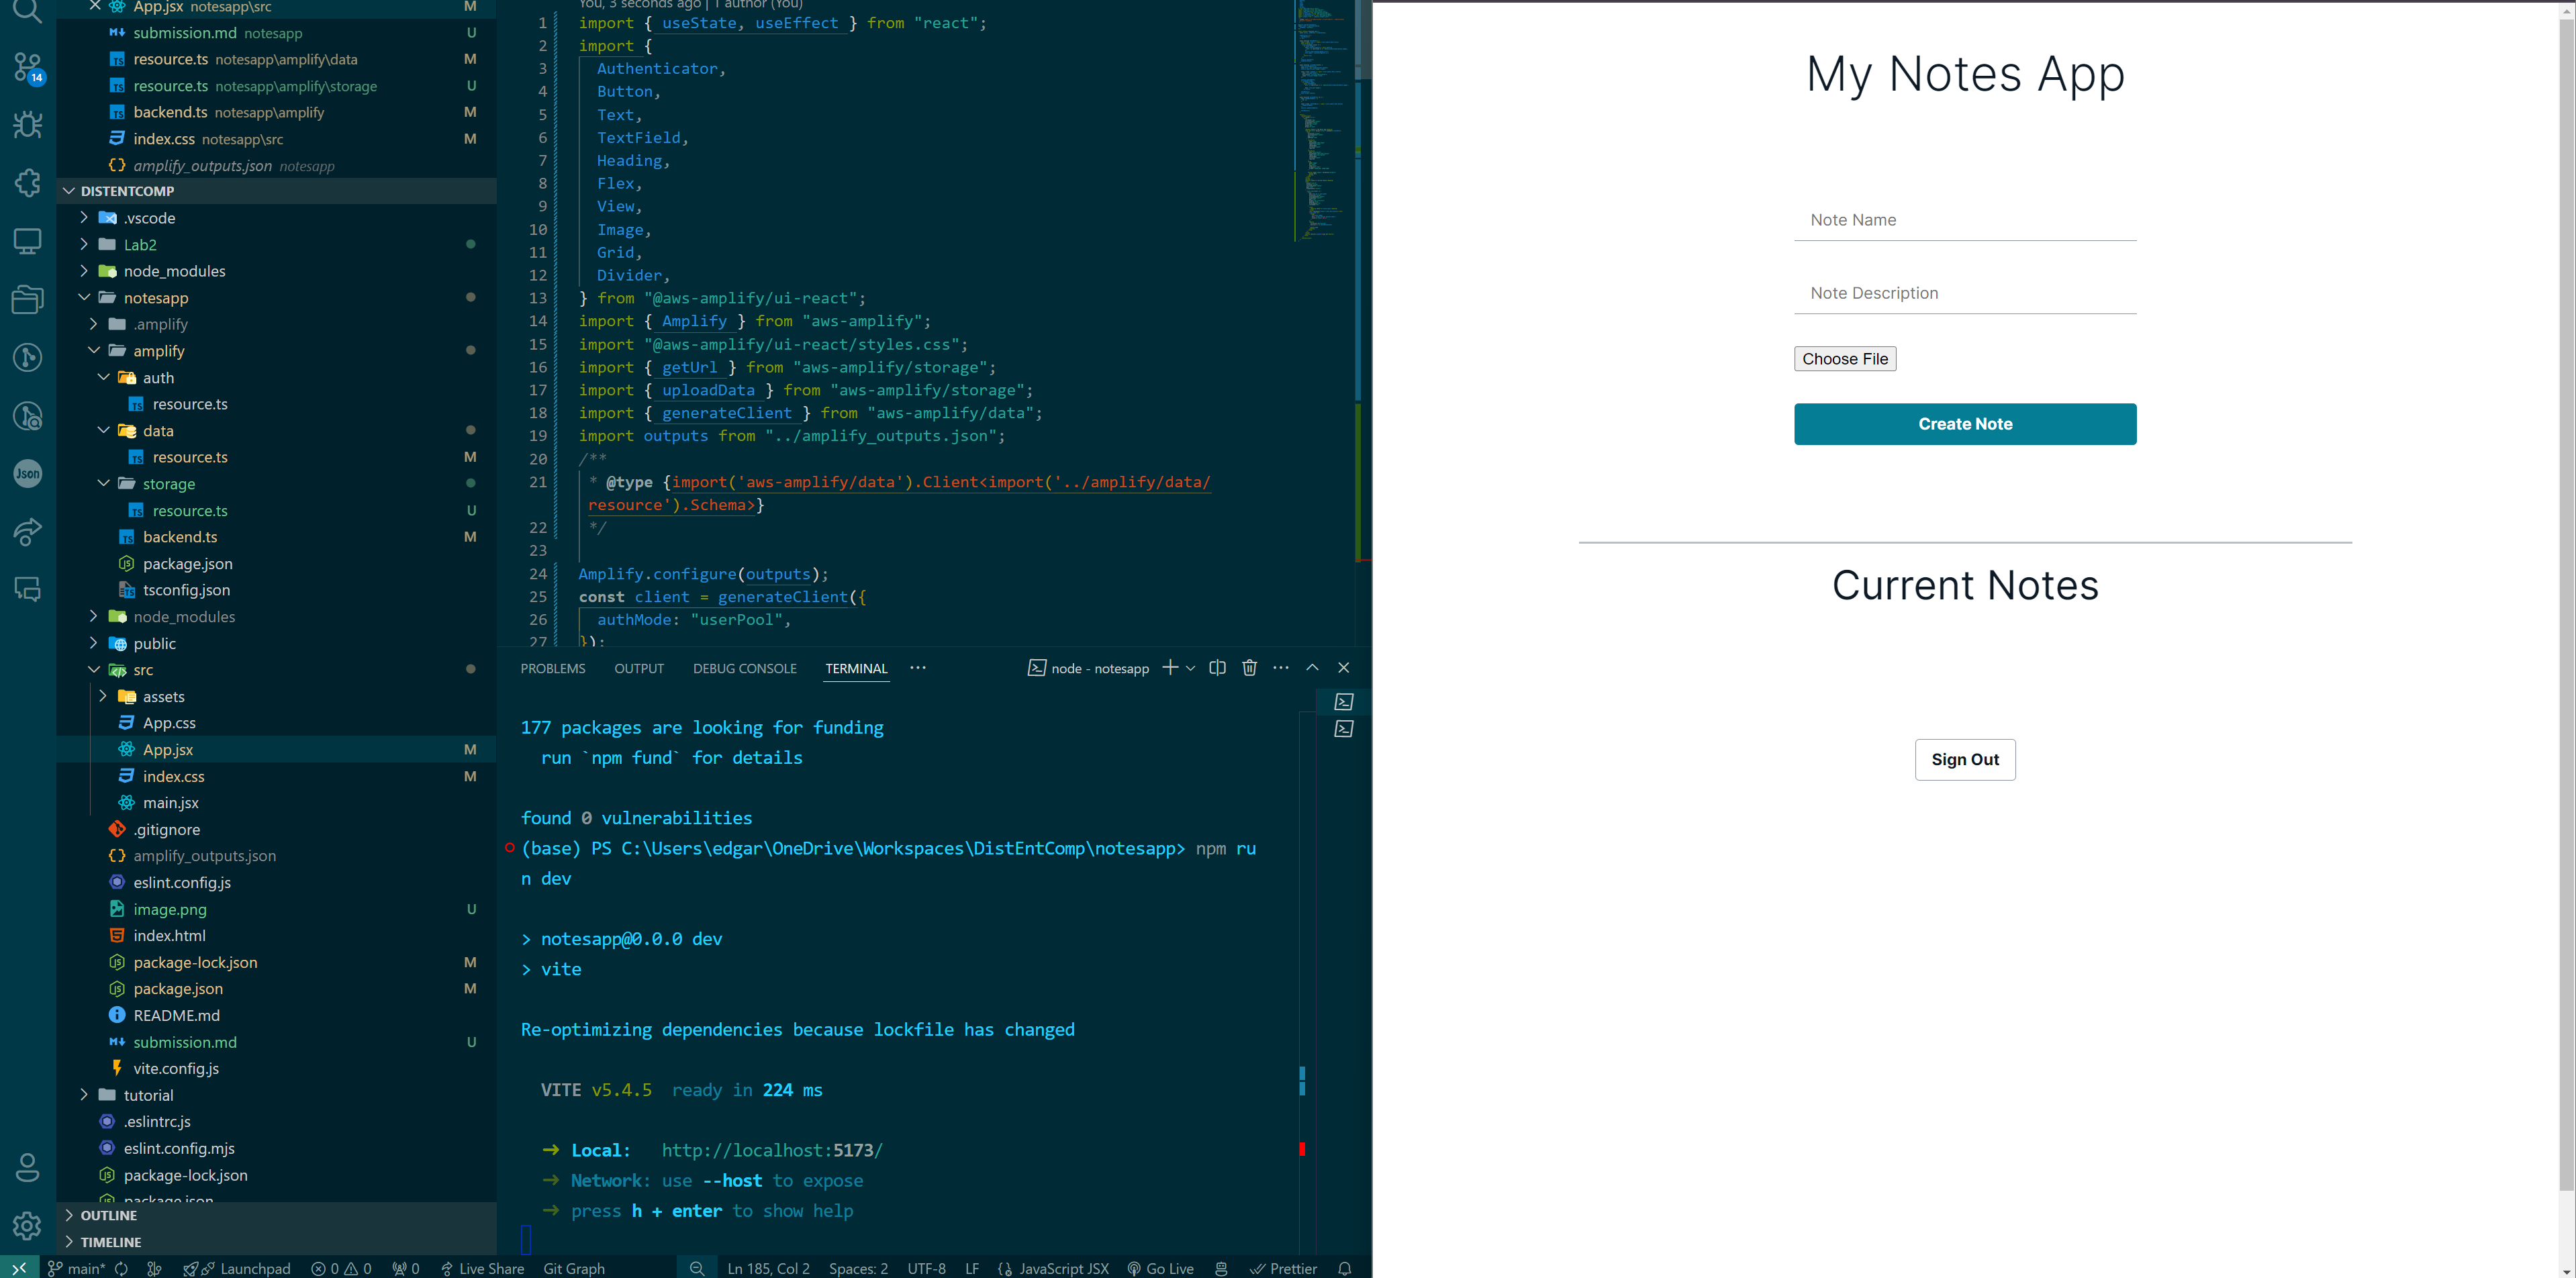 App.jsx notesapp\src M
submission.md notesapp U
resource.ts notesapp\amplify\data M
resource.ts notesapp\amplify\storage U
backend.ts notesapp\amplify M
index.css notesapp\src M
amplify_outputs.json notesapp
14
DISTENTCOMP
.vscode
Lab2
node_modules
notesapp
.amplify
amplify
auth
resource.ts
data
resource.ts M
storage
resource.ts U
backend.ts M
package.json
tsconfig.json
node_modules
public
src
assets
App.css
App.jsx M
index.css M
main.jsx
.gitignore
amplify_outputs.json
eslint.config.js
image.png U
index.html
package-lock.json M
package.json M
README.md
submission.md U
vite.config.js
tutorial
.eslintrc.js
eslint.config.mjs
package-lock.json
package.json
OUTLINE
TIMELINE
You, 3 seconds ago | 1 author (You)
1 import { useState, useEffect } from "react";
2 import {
3 Authenticator,
4 Button,
5 Text,
6 TextField,
7 Heading,
8 Flex,
9 View,
10 Image,
11 Grid,
12 Divider,
13 } from "@aws-amplify/ui-react";
14 import { Amplify } from "aws-amplify";
15 import "@aws-amplify/ui-react/styles.css";
16 import { getUrl } from "aws-amplify/storage";
17 import { uploadData } from "aws-amplify/storage";
18 import { generateClient } from "aws-amplify/data";
19 import outputs from "../amplify_outputs.json";
20 /**
21 * @type {import('aws-amplify/data').Client<import('../amplify/data/
resource').Schema>}
22 */
23
24 Amplify.configure(outputs);
25 const client = generateClient({
26 authMode: "userPool",
27 });
PROBLEMS OUTPUT DEBUG CONSOLE TERMINAL ··· node - notesapp
177 packages are looking for funding
run `npm fund` for details
found 0 vulnerabilities
(base) PS C:\Users\edgar\OneDrive\Workspaces\DistEntComp\notesapp> npm ru
n dev
> notesapp@0.0.0 dev
> vite
Re-optimizing dependencies because lockfile has changed
VITE v5.4.5 ready in 224 ms
➜ Local: http://localhost:5173/
➜ Network: use --host to expose
➜ press h + enter to show help
main* Launchpad 0 0 0 Live Share Git Graph Ln 185, Col 2 Spaces: 2 UTF-8 LF {} JavaScript JSX Go Live Prettier
Json
My Notes App
Note Name
Note Description
Choose File
Create Note
Current Notes
Sign Out